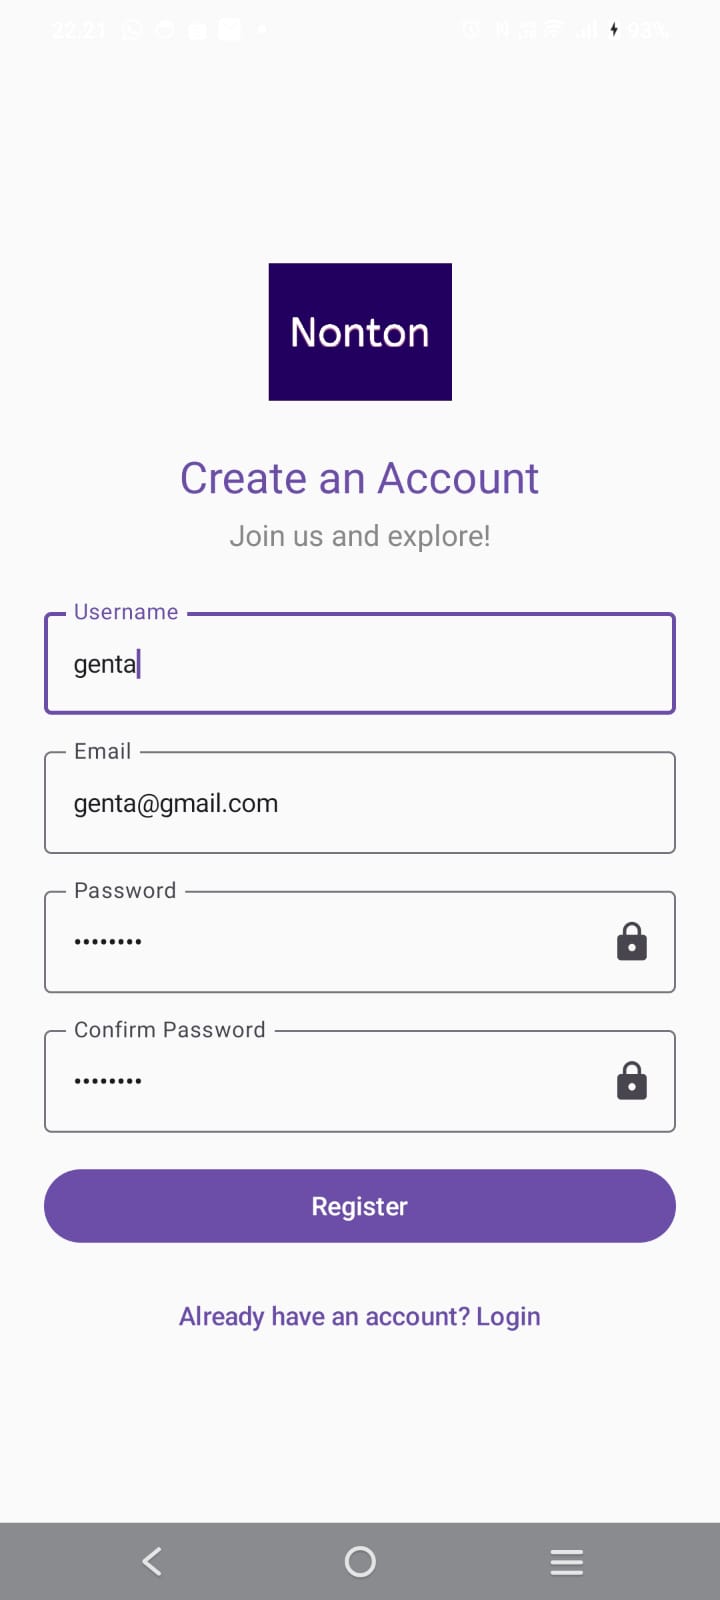 22.21 93%
Nonton
Create an Account
Join us and explore!
Username
genta
Email
genta@gmail.com
Password
••••••••
Confirm Password
••••••••
Register
Already have an account? Login